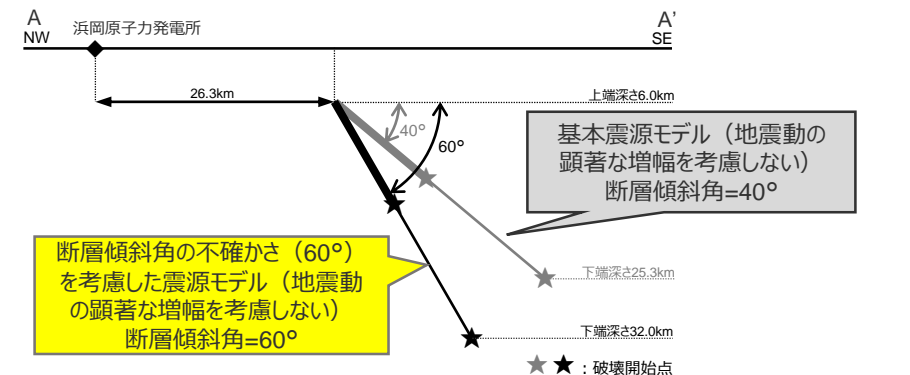 A
NW
浜岡原子力発電所
A’
SE
26.3km
上端深さ6.0km
40°
60°
基本震源モデル（地震動の
顕著な増幅を考慮しない）
断層傾斜角=40°
断層傾斜角の不確かさ（60°）
を考慮した震源モデル（地震動
の顕著な増幅を考慮しない）
断層傾斜角=60°
下端深さ25.3km
下端深さ32.0km
★ ★：破壊開始点